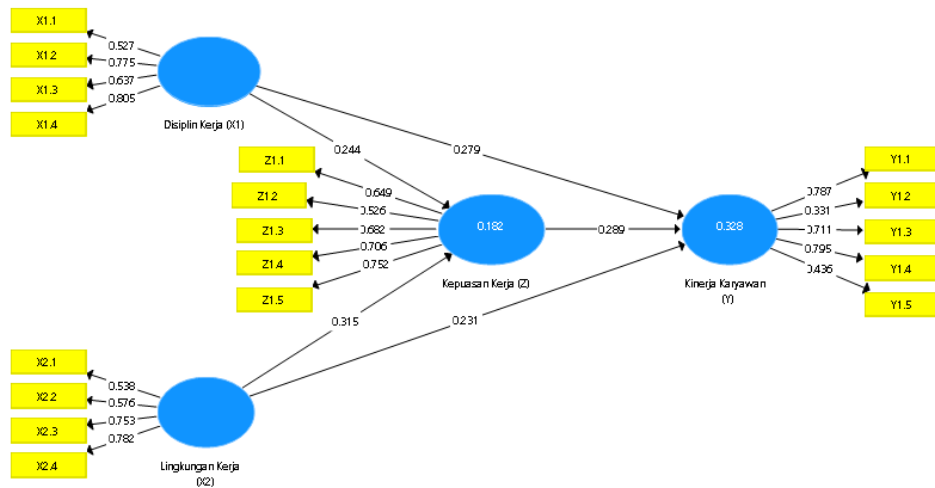 X1.1
X1.2
X1.3
X1.4
0.527
0.775
0.637
0.805
Disiplin Kerja (X1)
0.244
0.279
Z1.1
Z1.2
Z1.3
Z1.4
Z1.5
0.649
0.526
0.682
0.706
0.752
0.182
Kepuasan Kerja (Z)
0.289
0.328
Kinerja Karyawan
(Y)
0.787
0.331
0.711
0.795
0.436
Y1.1
Y1.2
Y1.3
Y1.4
Y1.5
0.315
0.231
X2.1
X2.2
X2.3
X2.4
0.538
0.576
0.753
0.782
Lingkungan Kerja
(X2)